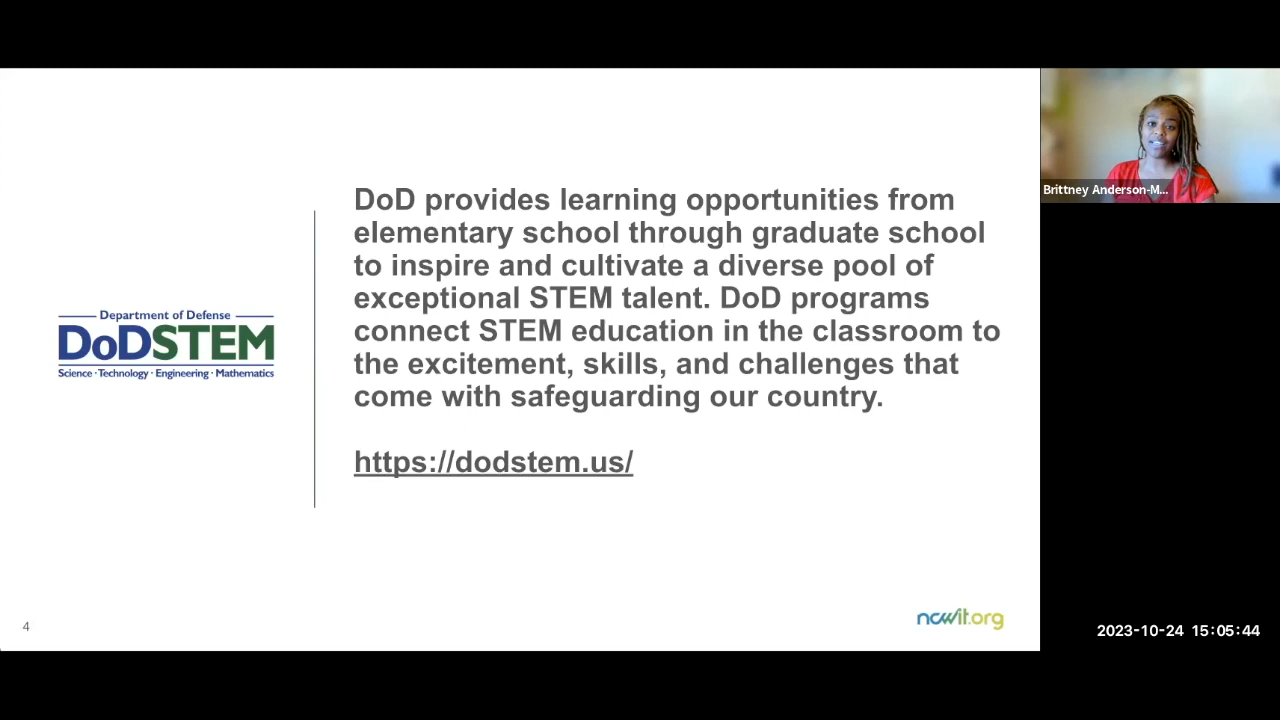 DoD provides learning opportunities from
elementary school through graduate school
to inspire and cultivate a diverse pool of
exceptional STEM talent. DoD programs
connect STEM education in the classroom to
the excitement, skills, and challenges that
come with safeguarding our country.
https://dodstem.us/
Department of Defense
DoDSTEM
Science · Technology · Engineering · Mathematics
Brittney Anderson-M...
4
ncwit.org
2023-10-24 15:05:44